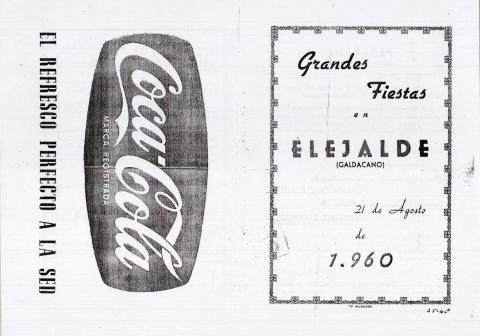 EL REFRESCO PERFECTO A LA SED
Coca-Cola
MARCA REGISTRADA
Grandes
Fiestas
en
ELEJALDE
(GALDACANO)
21 de Agosto
de
1.960